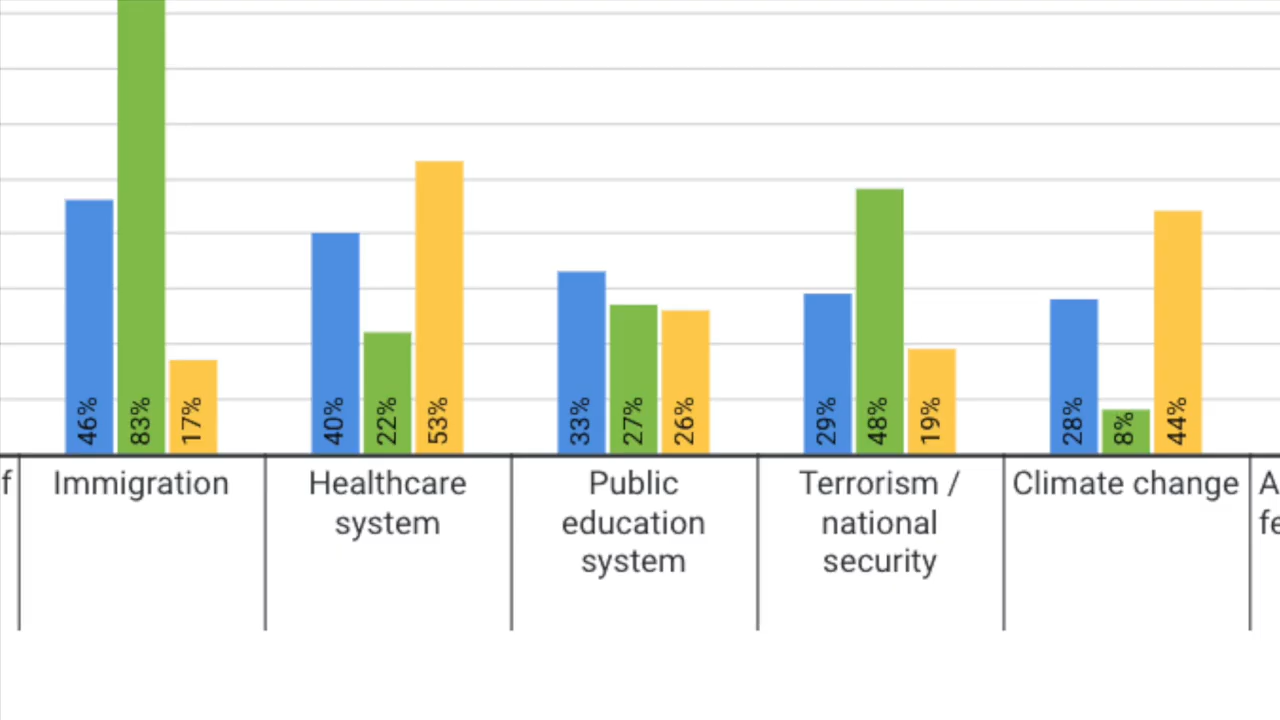 46%
83%
17%
40%
22%
53%
33%
27%
26%
29%
48%
19%
28%
8%
44%
f
Immigration
Healthcare
system
Public
education
system
Terrorism /
national
security
Climate change
A
fe